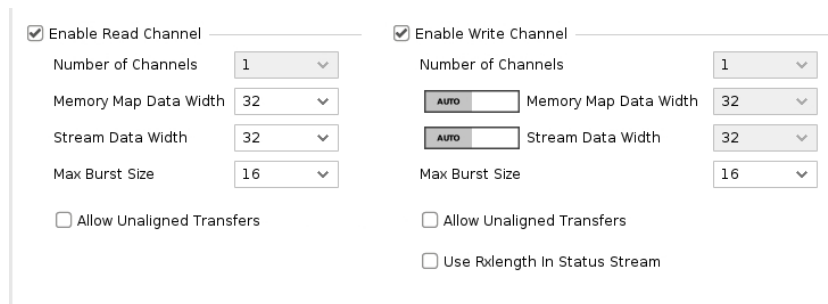 Enable Read Channel
Number of Channels 1
Memory Map Data Width 32
Stream Data Width 32
Max Burst Size 16
Allow Unaligned Transfers
Enable Write Channel
Number of Channels 1
AUTO Memory Map Data Width 32
AUTO Stream Data Width 32
Max Burst Size 16
Allow Unaligned Transfers
Use Rxlength In Status Stream